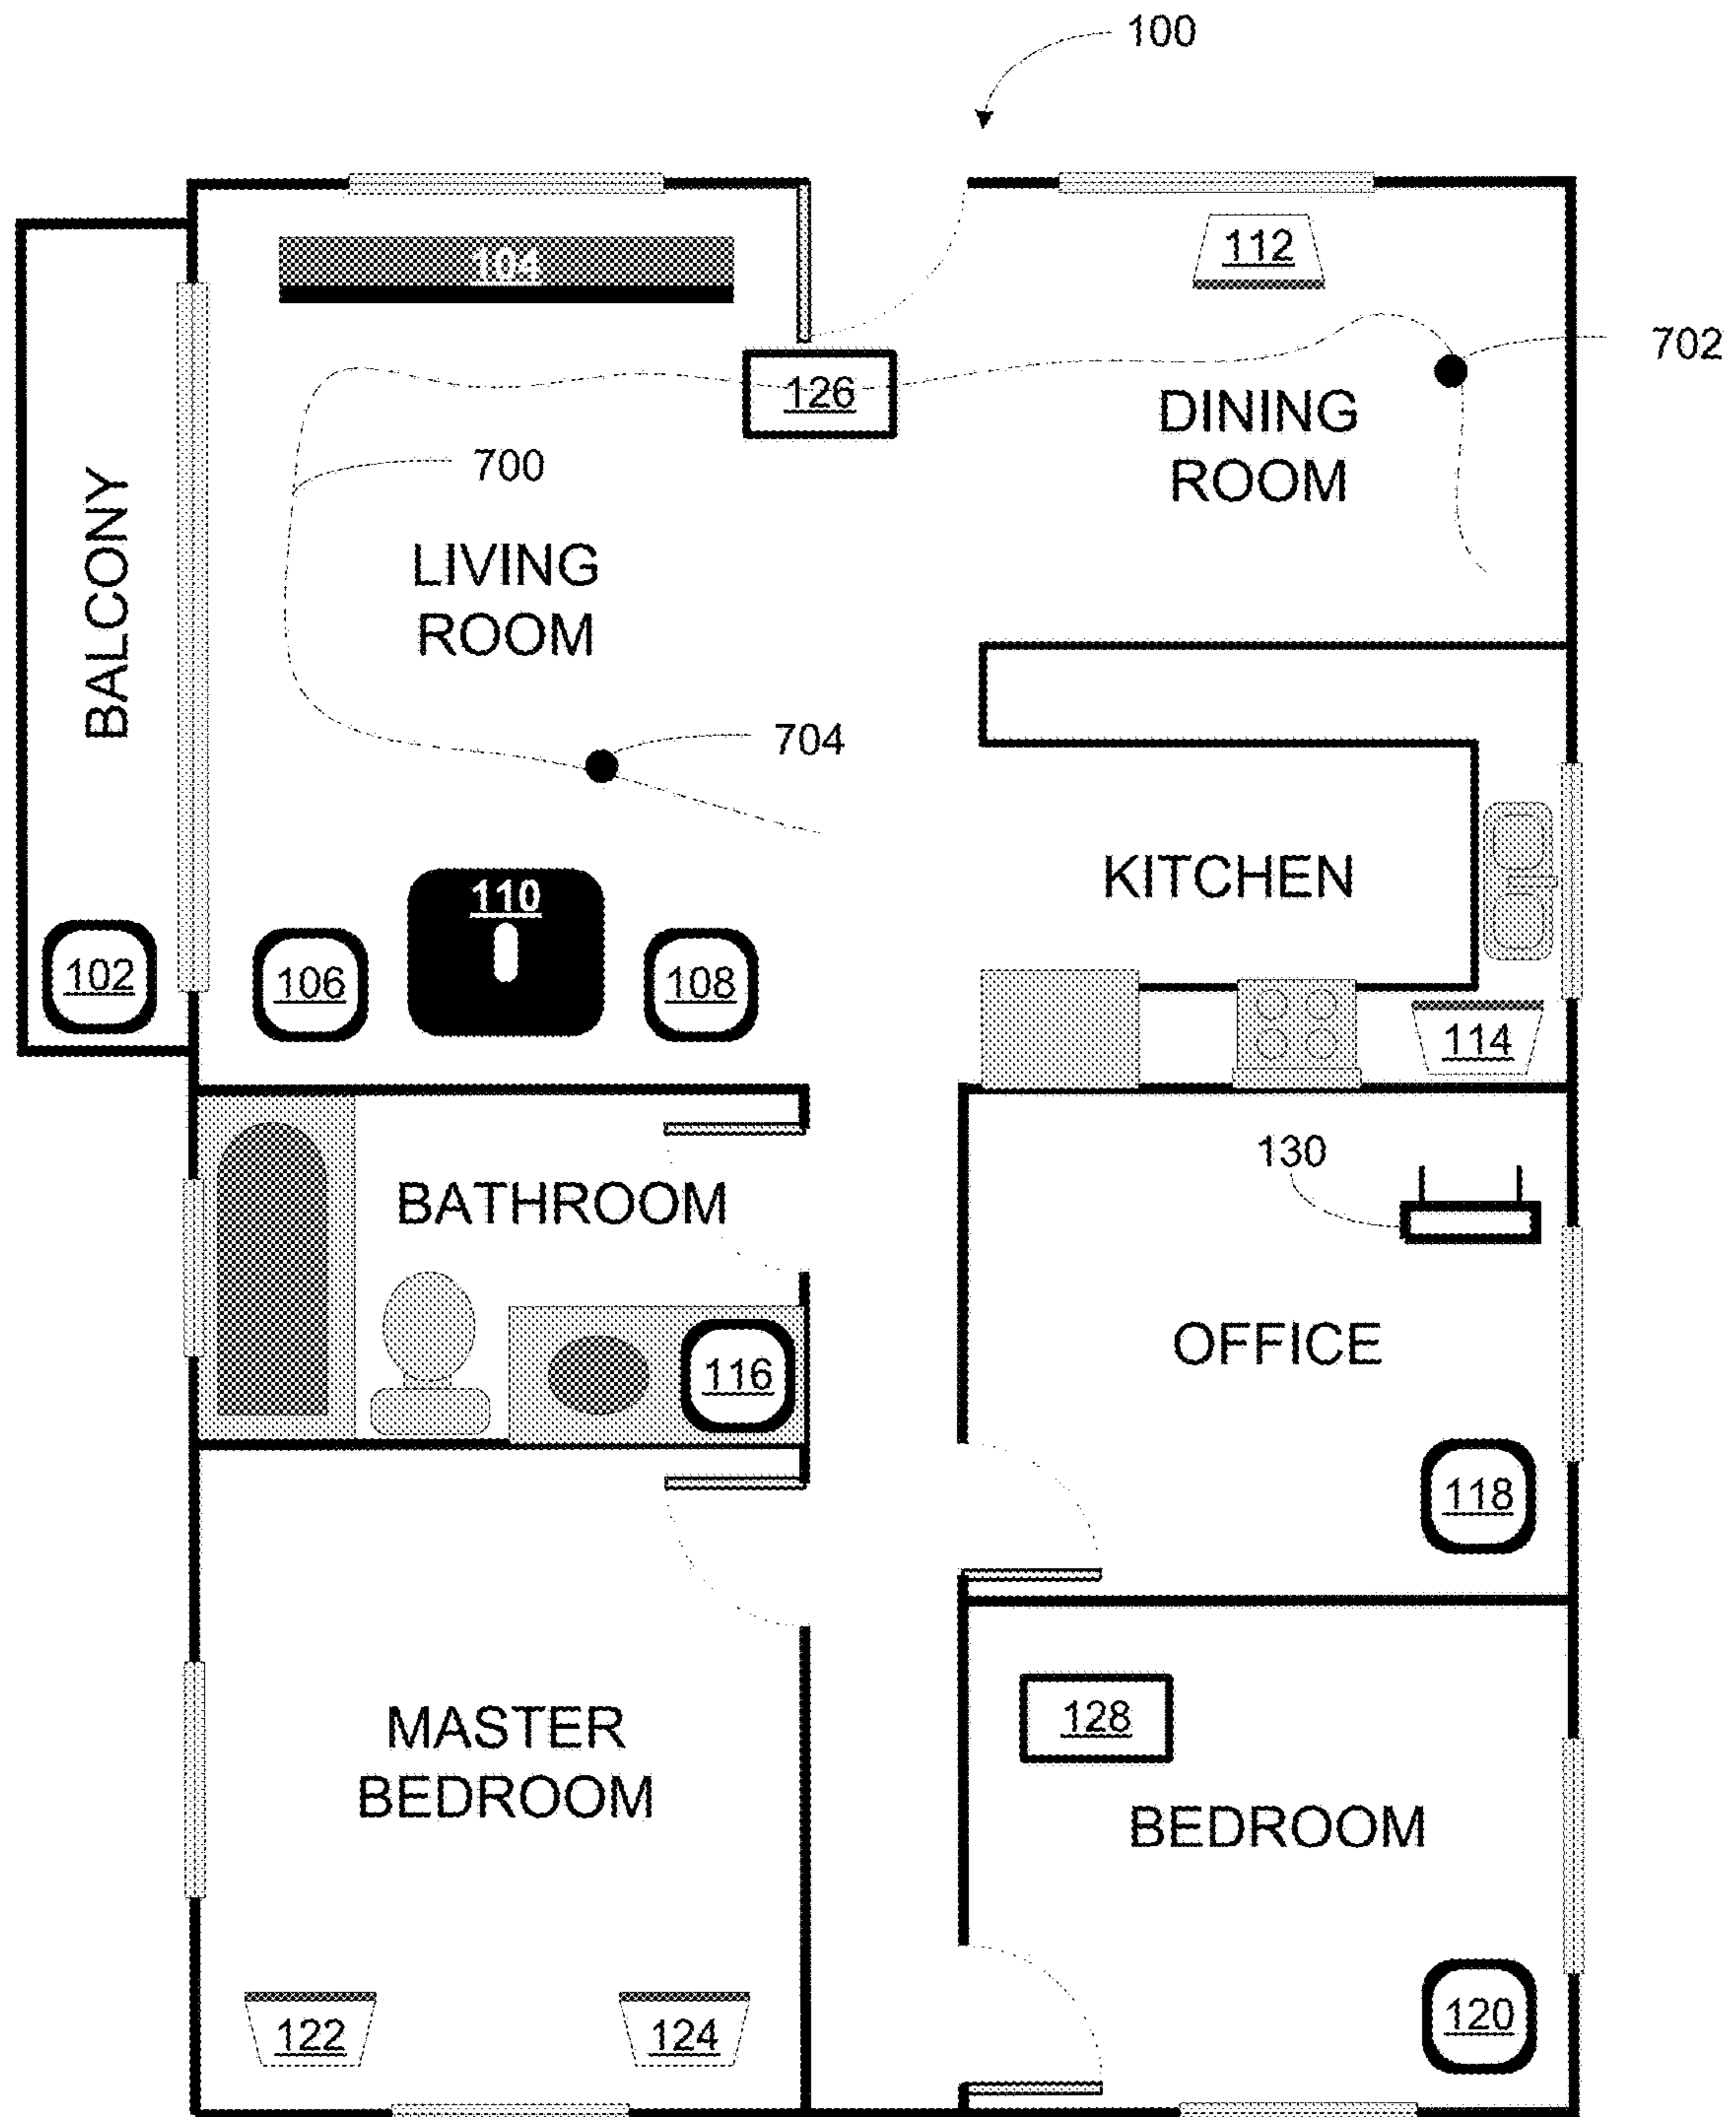 100
104
112
702
126
DINING
ROOM
700
BALCONY
LIVING
ROOM
704
KITCHEN
110
102
106
108
114
130
BATHROOM
OFFICE
116
118
128
MASTER
BEDROOM
BEDROOM
122
124
120